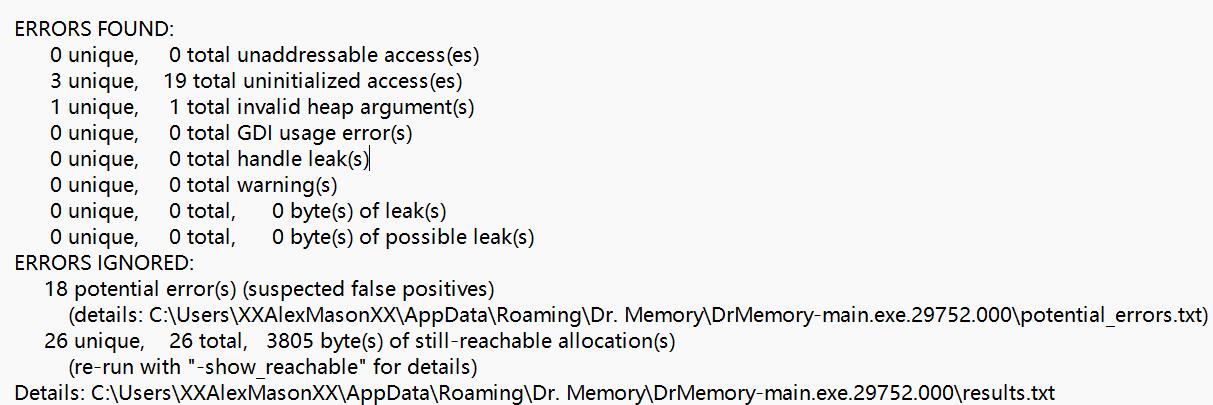 ERRORS FOUND:
0 unique, 0 total unaddressable access(es)
3 unique, 19 total uninitialized access(es)
1 unique, 1 total invalid heap argument(s)
0 unique, 0 total GDI usage error(s)
0 unique, 0 total handle leak(s)
0 unique, 0 total warning(s)
0 unique, 0 total, 0 byte(s) of leak(s)
0 unique, 0 total, 0 byte(s) of possible leak(s)
ERRORS IGNORED:
18 potential error(s) (suspected false positives)
(details: C:\Users\XXAlexMasonXX\AppData\Roaming\Dr. Memory\DrMemory-main.exe.29752.000\potential_errors.txt)
26 unique, 26 total, 3805 byte(s) of still-reachable allocation(s)
(re-run with "-show_reachable" for details)
Details: C:\Users\XXAlexMasonXX\AppData\Roaming\Dr. Memory\DrMemory-main.exe.29752.000\results.txt